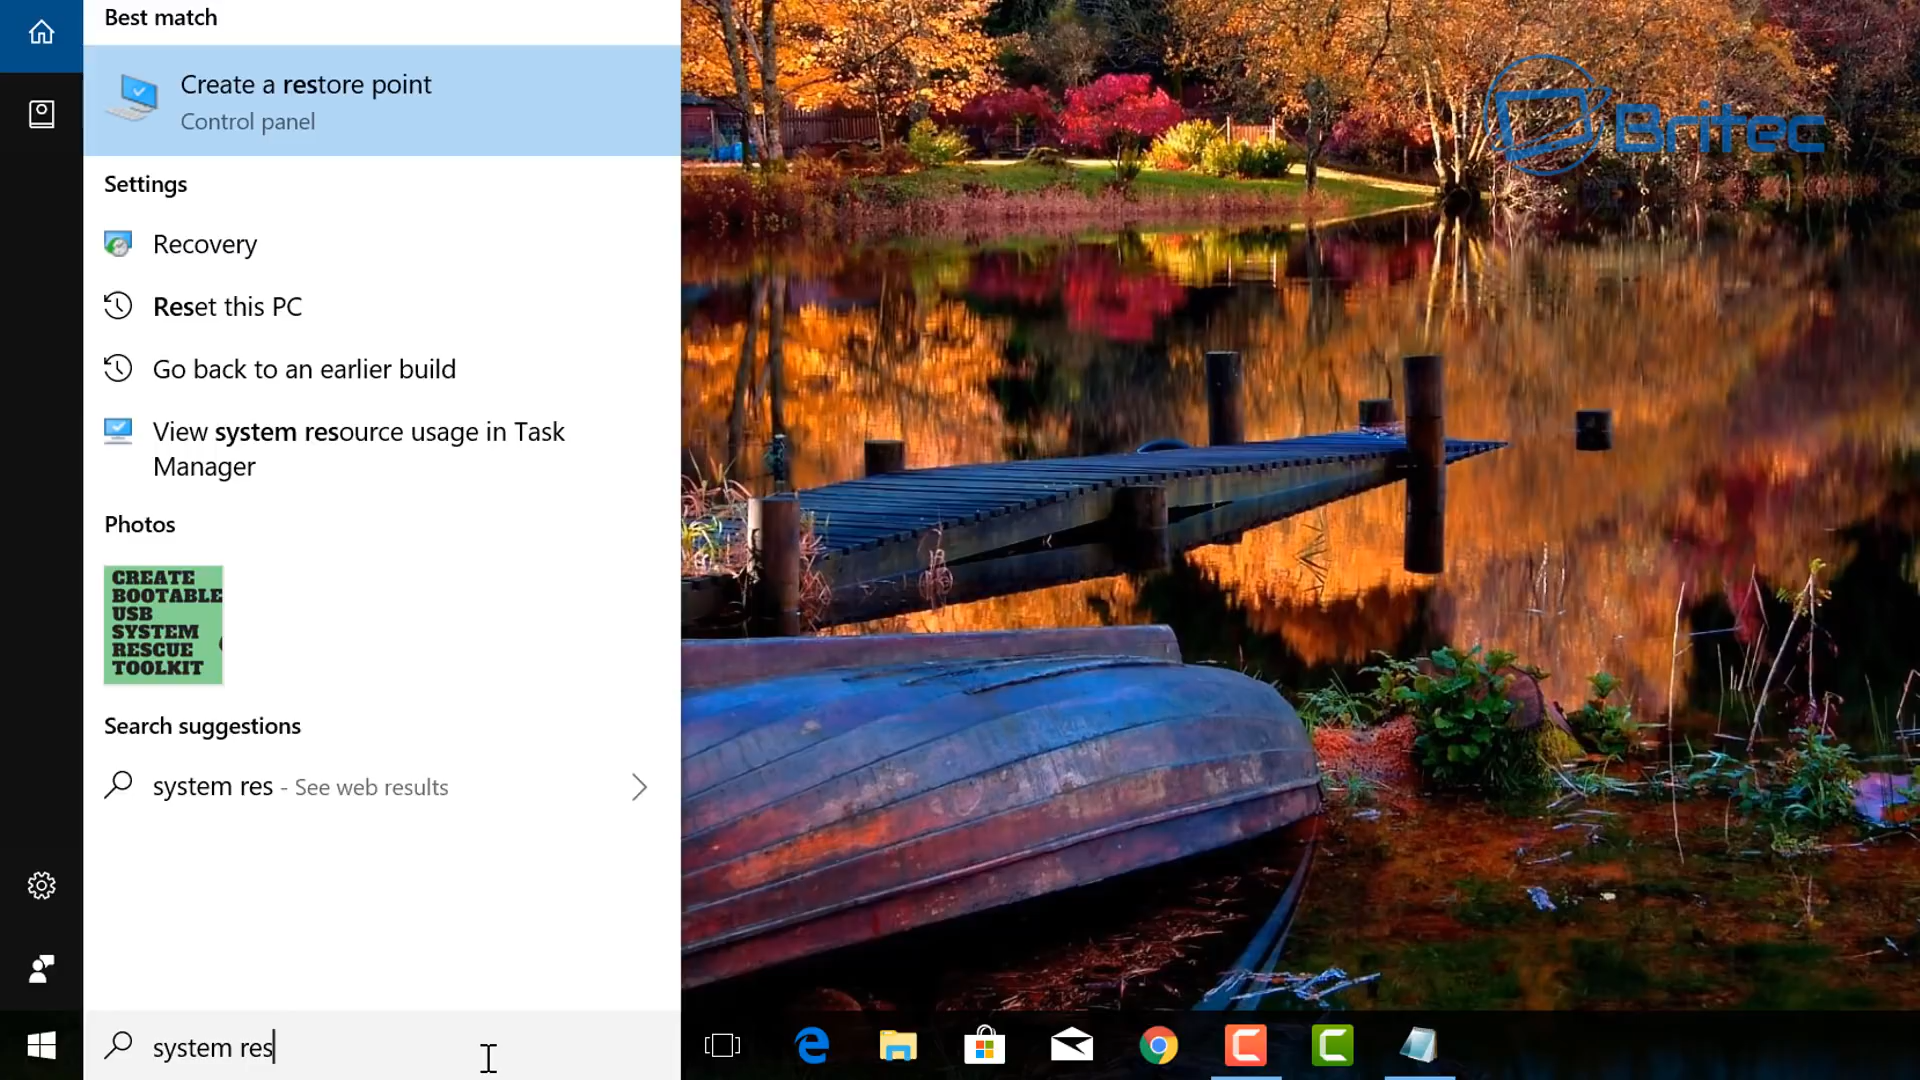 Best match
Create a restore point
Control panel
Settings
Recovery
Reset this PC
Go back to an earlier build
View system resource usage in Task
Manager
Photos
CREATE
BOOTABLE
USB
SYSTEM
RESCUE
TOOLKIT
Search suggestions
system res - See web results
system res
Britec